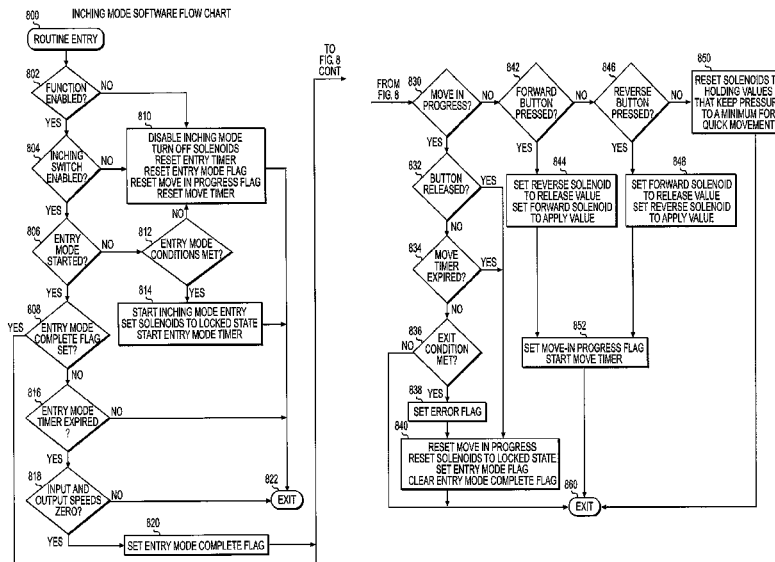 INCHING MODE SOFTWARE FLOW CHART
800
ROUTINE ENTRY
802
FUNCTION
ENABLED?
NO
YES
804
INCHING
SWITCH
ENABLED?
NO
YES
810
DISABLE INCHING MODE
TURN OFF SOLENOIDS
RESET ENTRY TIMER
RESET ENTRY MODE FLAG
RESET MOVE IN PROGRESS FLAG
RESET MOVE TIMER
NO
806
ENTRY
MODE
STARTED?
NO
YES
812
ENTRY MODE
CONDITIONS MET?
YES
814
START INCHING MODE ENTRY
SET SOLENOIDS TO LOCKED STATE
START ENTRY MODE TIMER
808
YES
ENTRY MODE
COMPLETE FLAG
SET?
NO
816
ENTRY MODE
TIMER EXPIRED
?
NO
YES
818
INPUT AND
OUTPUT SPEEDS
ZERO?
NO
YES
822
EXIT
820
SET ENTRY MODE COMPLETE FLAG
TO
FIG. 8
CONT
FROM
FIG. 8
830
MOVE IN
PROGRESS?
NO
YES
842
FORWARD
BUTTON
PRESSED?
NO
YES
846
REVERSE
BUTTON
PRESSED?
NO
YES
850
RESET SOLENOIDS T
HOLDING VALUES
THAT KEEP PRESSUR
TO A MINIMUM FOR
QUICK MOVEMENT
832
BUTTON
RELEASED?
YES
NO
844
SET REVERSE SOLENOID
TO RELEASE VALUE
SET FORWARD SOLENOID
TO APPLY VALUE
848
SET FORWARD SOLENOID
TO RELEASE VALUE
SET REVERSE SOLENOID
TO APPLY VALUE
834
MOVE
TIMER
EXPIRED?
YES
NO
836
EXIT
CONDITION
MET?
NO
YES
852
SET MOVE-IN PROGRESS FLAG
START MOVE TIMER
838
SET ERROR FLAG
840
RESET MOVE IN PROGRESS
RESET SOLENOIDS TO LOCKED STATE
SET ENTRY MODE FLAG
CLEAR ENTRY MODE COMPLETE FLAG
860
EXIT